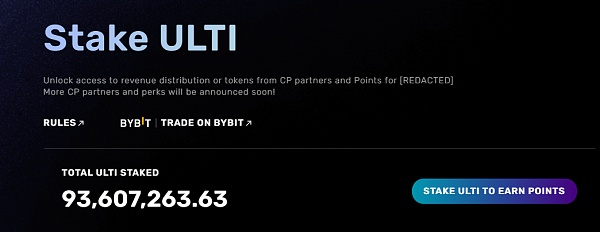 Stake ULTI
Unlock access to revenue distribution or tokens from CP partners and Points for [REDACTED]
More CP partners and perks will be announced soon!
RULES↗ BYBIT | TRADE ON BYBIT↗
TOTAL ULTI STAKED
93,607,263.63
STAKE ULTI TO EARN POINTS